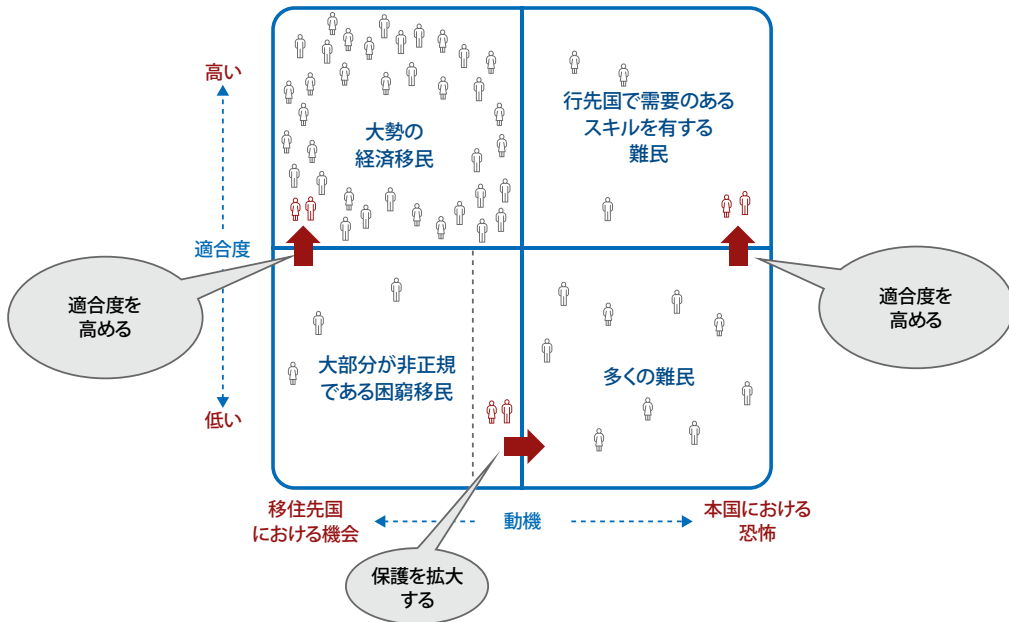 高い
大勢の
経済移民
行先国で需要のある
スキルを有する
難民
適合度
適合度を
高める
適合度を
高める
大部分が非正規
である困窮移民
多くの難民
低い
移住先国
における機会
動機
本国における
恐怖
保護を拡大
する